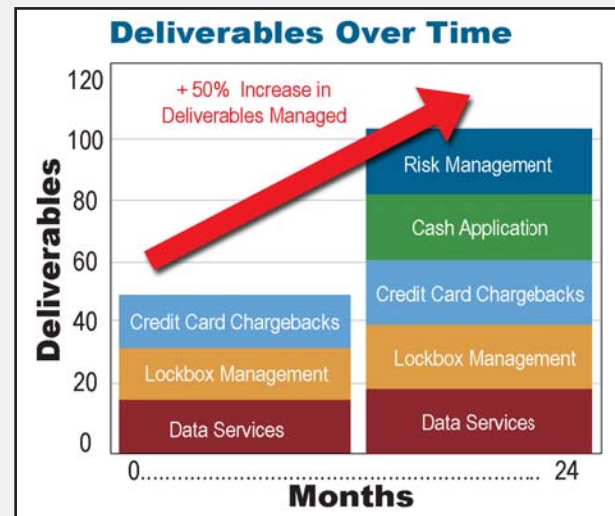 Deliverables Over Time
120
100
80
60
40
20
0
Deliverables
+ 50% Increase in
Deliverables Managed
Credit Card Chargebacks
Lockbox Management
Data Services
Risk Management
Cash Application
Credit Card Chargebacks
Lockbox Management
Data Services
0........................................................... 24
Months